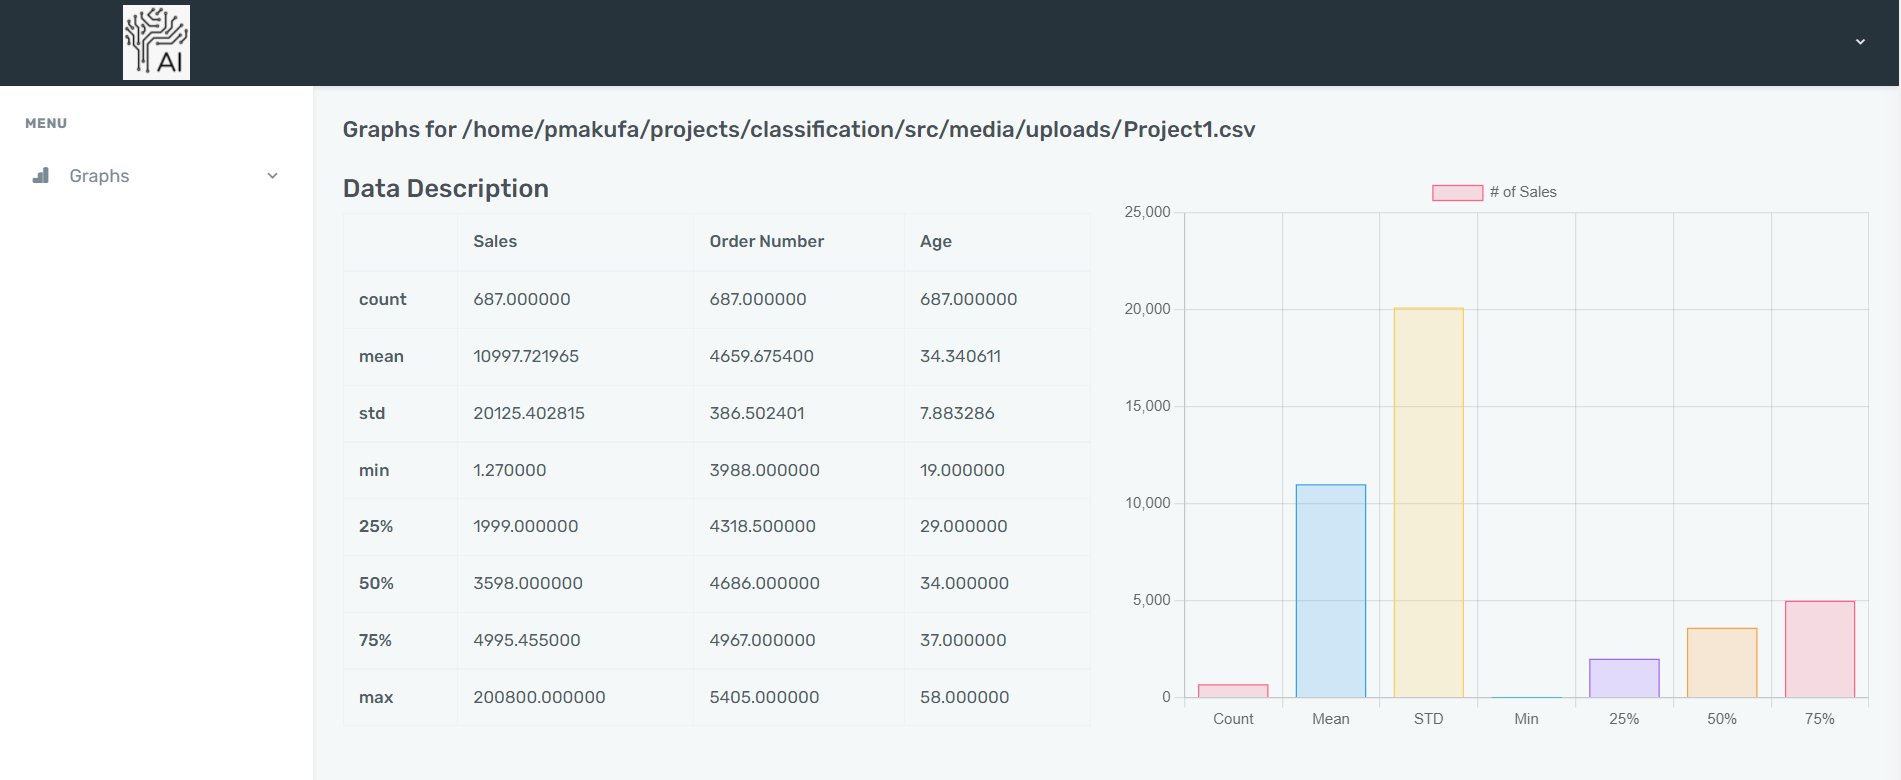 AI
MENU
Graphs
Graphs for /home/pmakufa/projects/classification/src/media/uploads/Project1.csv
Data Description
Sales Order Number Age
count 687.000000 687.000000 687.000000
mean 10997.721965 4659.675400 34.340611
std 20125.402815 386.502401 7.883286
min 1.270000 3988.000000 19.000000
25% 1999.000000 4318.500000 29.000000
50% 3598.000000 4686.000000 34.000000
75% 4995.455000 4967.000000 37.000000
max 200800.000000 5405.000000 58.000000
# of Sales
25,000
20,000
15,000
10,000
5,000
0
Count Mean STD Min 25% 50% 75%